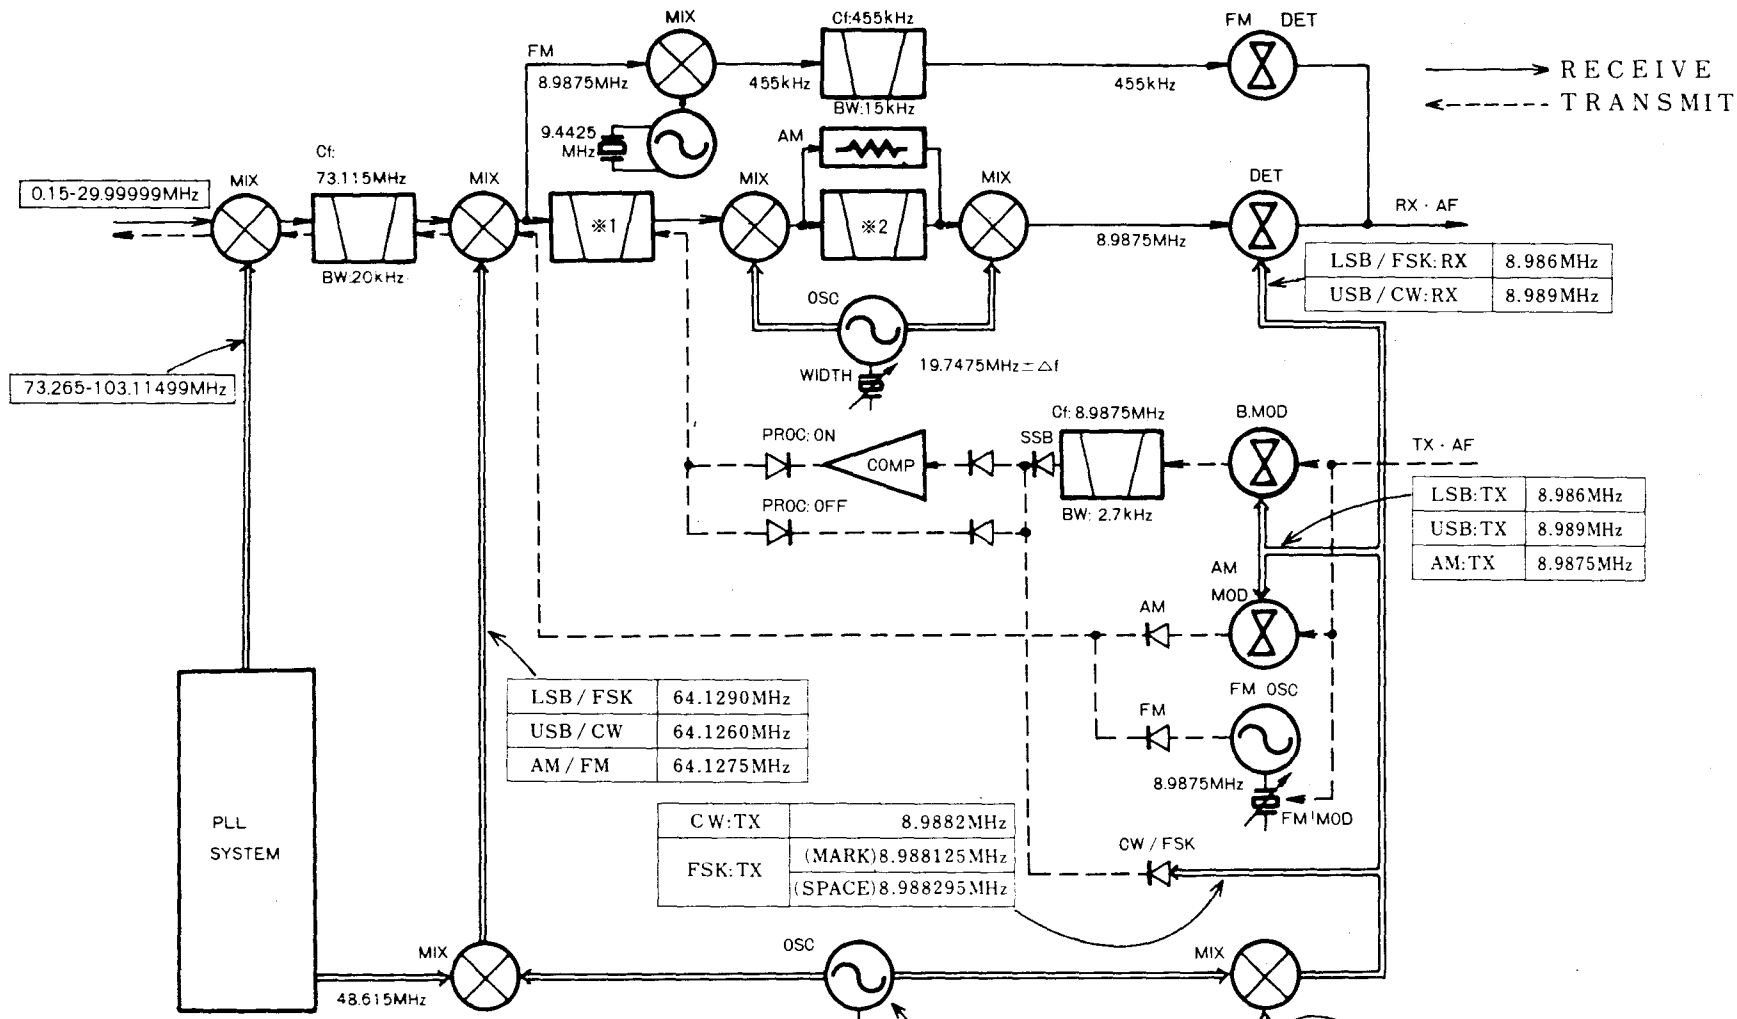 MIX
Cf:455kHz
FM DET
FM
8.9875MHz
455kHz
455kHz
BW:15kHz
RECEIVE
TRANSMIT
9.4425
MHz
AM
Cf:
73.115MHz
MIX
MIX
MIX
MIX
DET
0.15-29.99999MHz
※1
※2
RX · AF
8.9875MHz
BW:20kHz
LSB/FSK:RX 8.986MHz
USB/CW:RX 8.989MHz
OSC
WIDTH
19.7475MHz±△f
73.265-103.11499MHz
Cf: 8.9875MHz
B.MOD
PROC: ON
SSB
COMP
TX · AF
PROC: OFF
BW: 2.7kHz
LSB:TX 8.986MHz
USB:TX 8.989MHz
AM:TX 8.9875MHz
AM
MOD
AM
FM OSC
LSB/FSK 64.1290MHz
USB/CW 64.1260MHz
AM/FM 64.1275MHz
FM
8.9875MHz
FM MOD
PLL
SYSTEM
CW:TX 8.9882MHz
FSK:TX (MARK)8.988125MHz
(SPACE)8.988295MHz
CW/FSK
MIX
OSC
MIX
48.615MHz